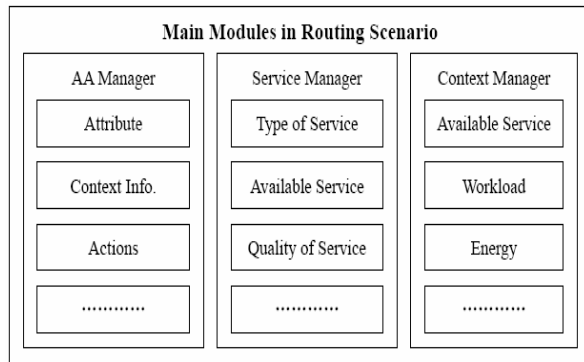 Main Modules in Routing Scenario
AA Manager
Attribute
Context Info.
Actions
............
Service Manager
Type of Service
Available Service
Quality of Service
............
Context Manager
Available Service
Workload
Energy
............